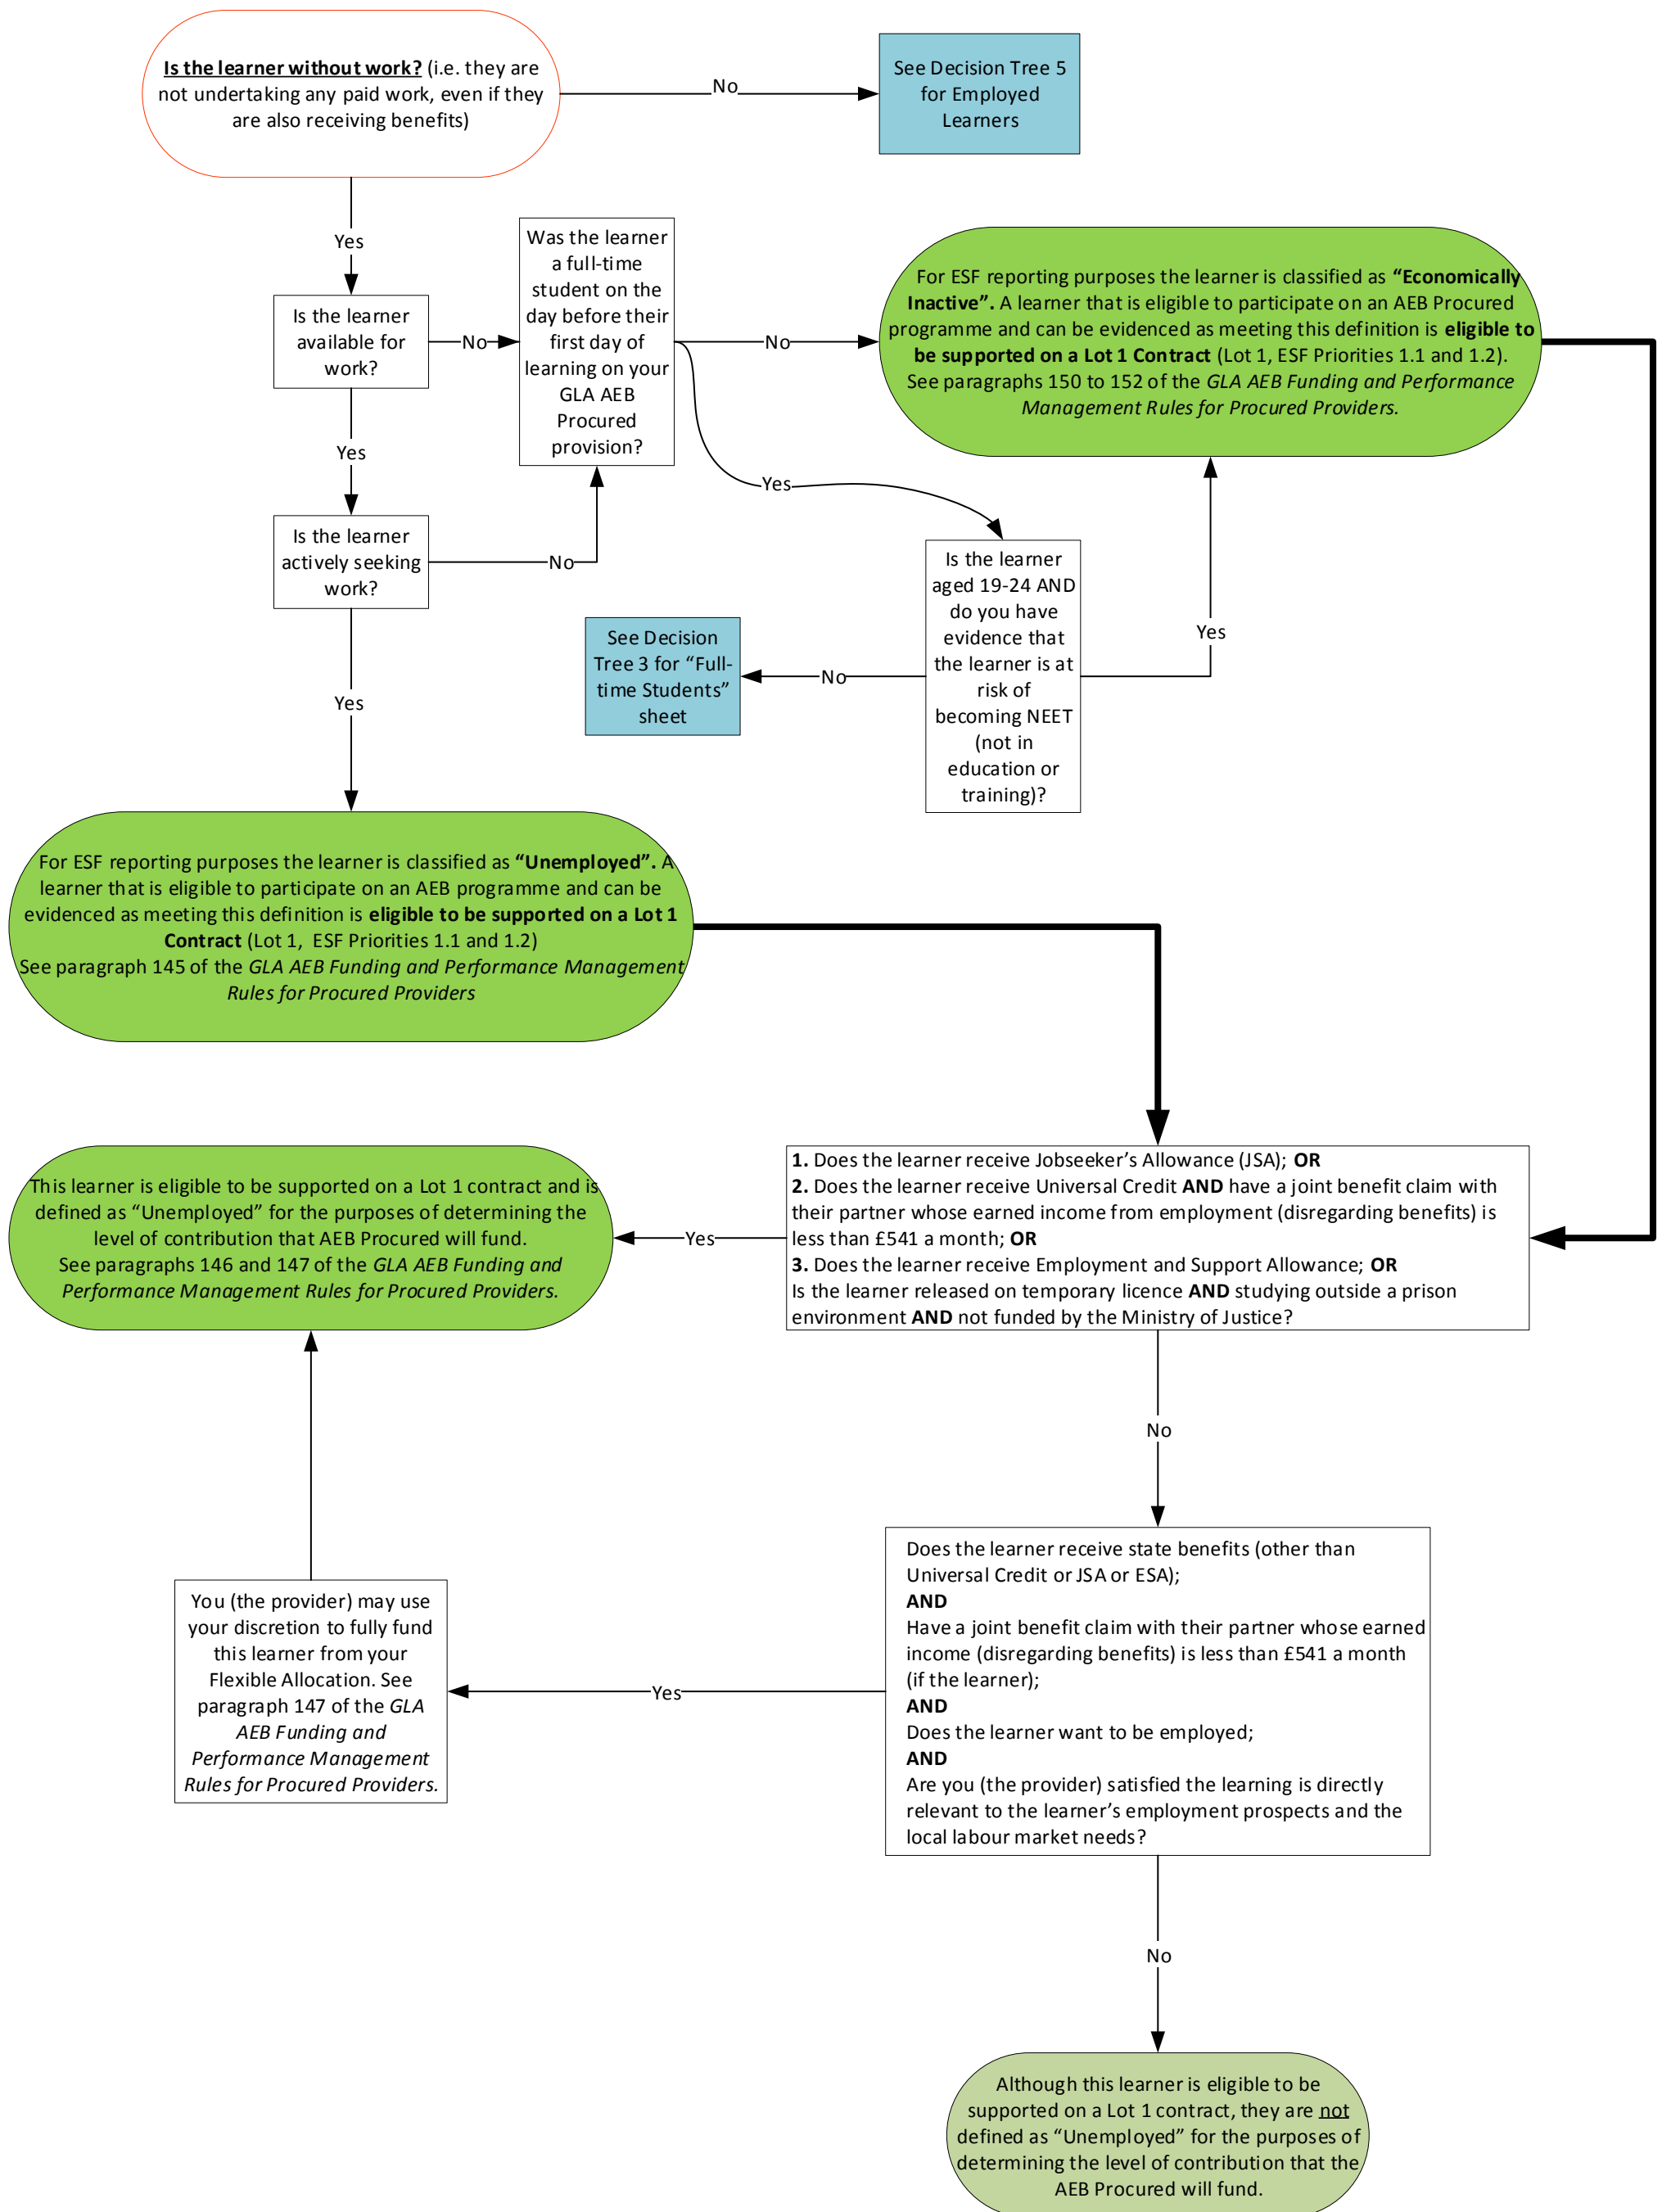 Is the learner without work? (i.e. they are
not undertaking any paid work, even if they
are also receiving benefits)
No
See Decision Tree 5
for Employed
Learners
Yes
Is the learner
available for
work?
No
Was the learner
a full-time
student on the
day before their
first day of
learning on your
GLA AEB
Procured
provision?
No
For ESF reporting purposes the learner is classified as “Economically
Inactive”. A learner that is eligible to participate on an AEB Procured
programme and can be evidenced as meeting this definition is eligible to
be supported on a Lot 1 Contract (Lot 1, ESF Priorities 1.1 and 1.2).
See paragraphs 150 to 152 of the GLA AEB Funding and Performance
Management Rules for Procured Providers.
Yes
Yes
Is the learner
actively seeking
work?
No
Is the learner
aged 19-24 AND
do you have
evidence that
the learner is at
risk of
becoming NEET
(not in
education or
training)?
Yes
No
See Decision
Tree 3 for “Full-
time Students”
sheet
Yes
For ESF reporting purposes the learner is classified as “Unemployed”. A
learner that is eligible to participate on an AEB programme and can be
evidenced as meeting this definition is eligible to be supported on a Lot 1
Contract (Lot 1, ESF Priorities 1.1 and 1.2)
See paragraph 145 of the GLA AEB Funding and Performance Management
Rules for Procured Providers
1. Does the learner receive Jobseeker’s Allowance (JSA); OR
2. Does the learner receive Universal Credit AND have a joint benefit claim with
their partner whose earned income from employment (disregarding benefits) is
less than £541 a month; OR
3. Does the learner receive Employment and Support Allowance; OR
Is the learner released on temporary licence AND studying outside a prison
environment AND not funded by the Ministry of Justice?
Yes
This learner is eligible to be supported on a Lot 1 contract and is
defined as “Unemployed” for the purposes of determining the
level of contribution that AEB Procured will fund.
See paragraphs 146 and 147 of the GLA AEB Funding and
Performance Management Rules for Procured Providers.
No
Does the learner receive state benefits (other than
Universal Credit or JSA or ESA);
AND
Have a joint benefit claim with their partner whose earned
income (disregarding benefits) is less than £541 a month
(if the learner);
AND
Does the learner want to be employed;
AND
Are you (the provider) satisfied the learning is directly
relevant to the learner’s employment prospects and the
local labour market needs?
Yes
You (the provider) may use
your discretion to fully fund
this learner from your
Flexible Allocation. See
paragraph 147 of the GLA
AEB Funding and
Performance Management
Rules for Procured Providers.
No
Although this learner is eligible to be
supported on a Lot 1 contract, they are not
defined as “Unemployed” for the purposes of
determining the level of contribution that the
AEB Procured will fund.